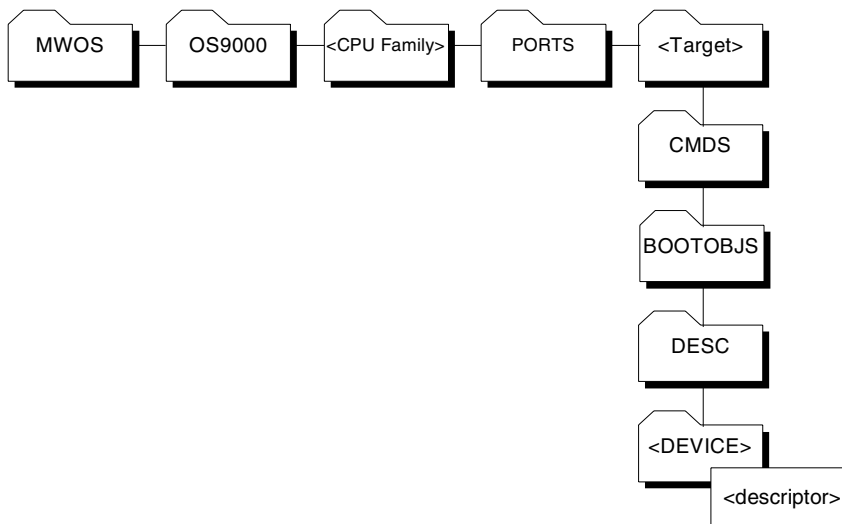 MWOS
OS9000
<CPU Family>
PORTS
<Target>
CMDS
BOOTOBJS
DESC
<DEVICE>
<descriptor>